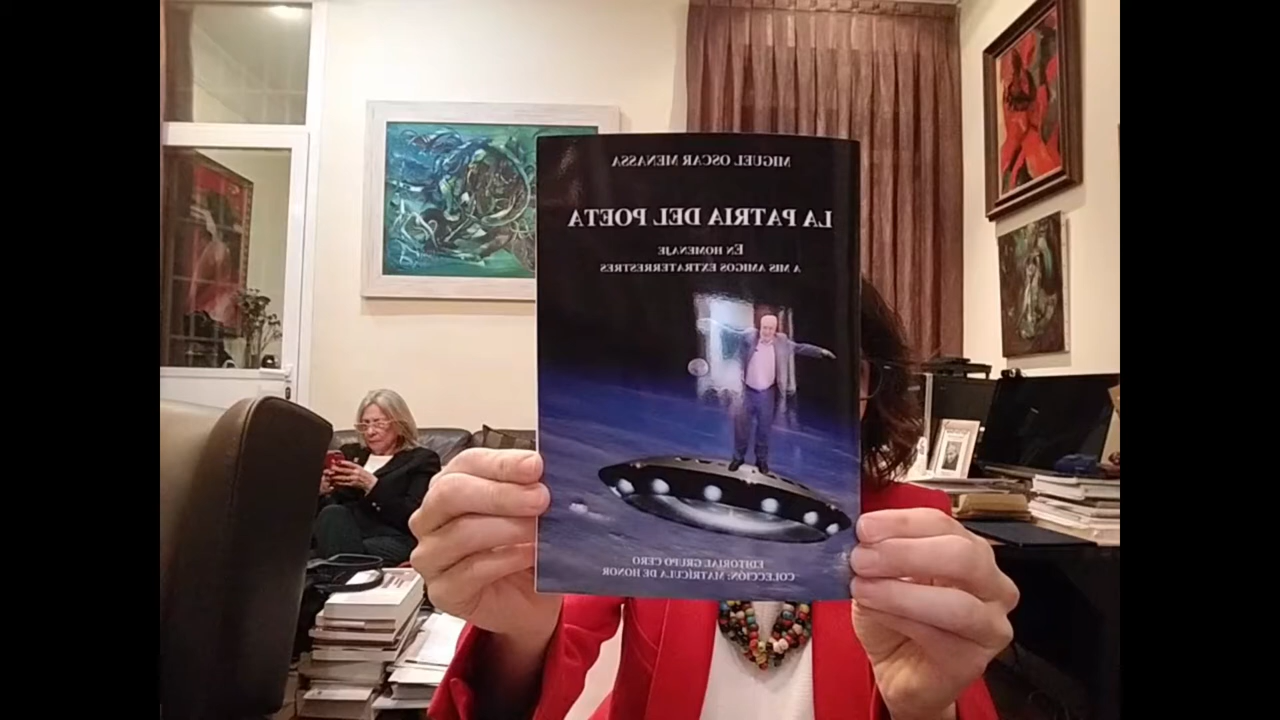 MIGUEL OSCAR MENASSA
LA PATRIA DEL POETA
EN HOMENAJE
A MIS AMIGOS EXTRATERRESTRES
EDITORIAL GRUPO CERO
COLECCIÓN: MATRÍCULA DE HONOR